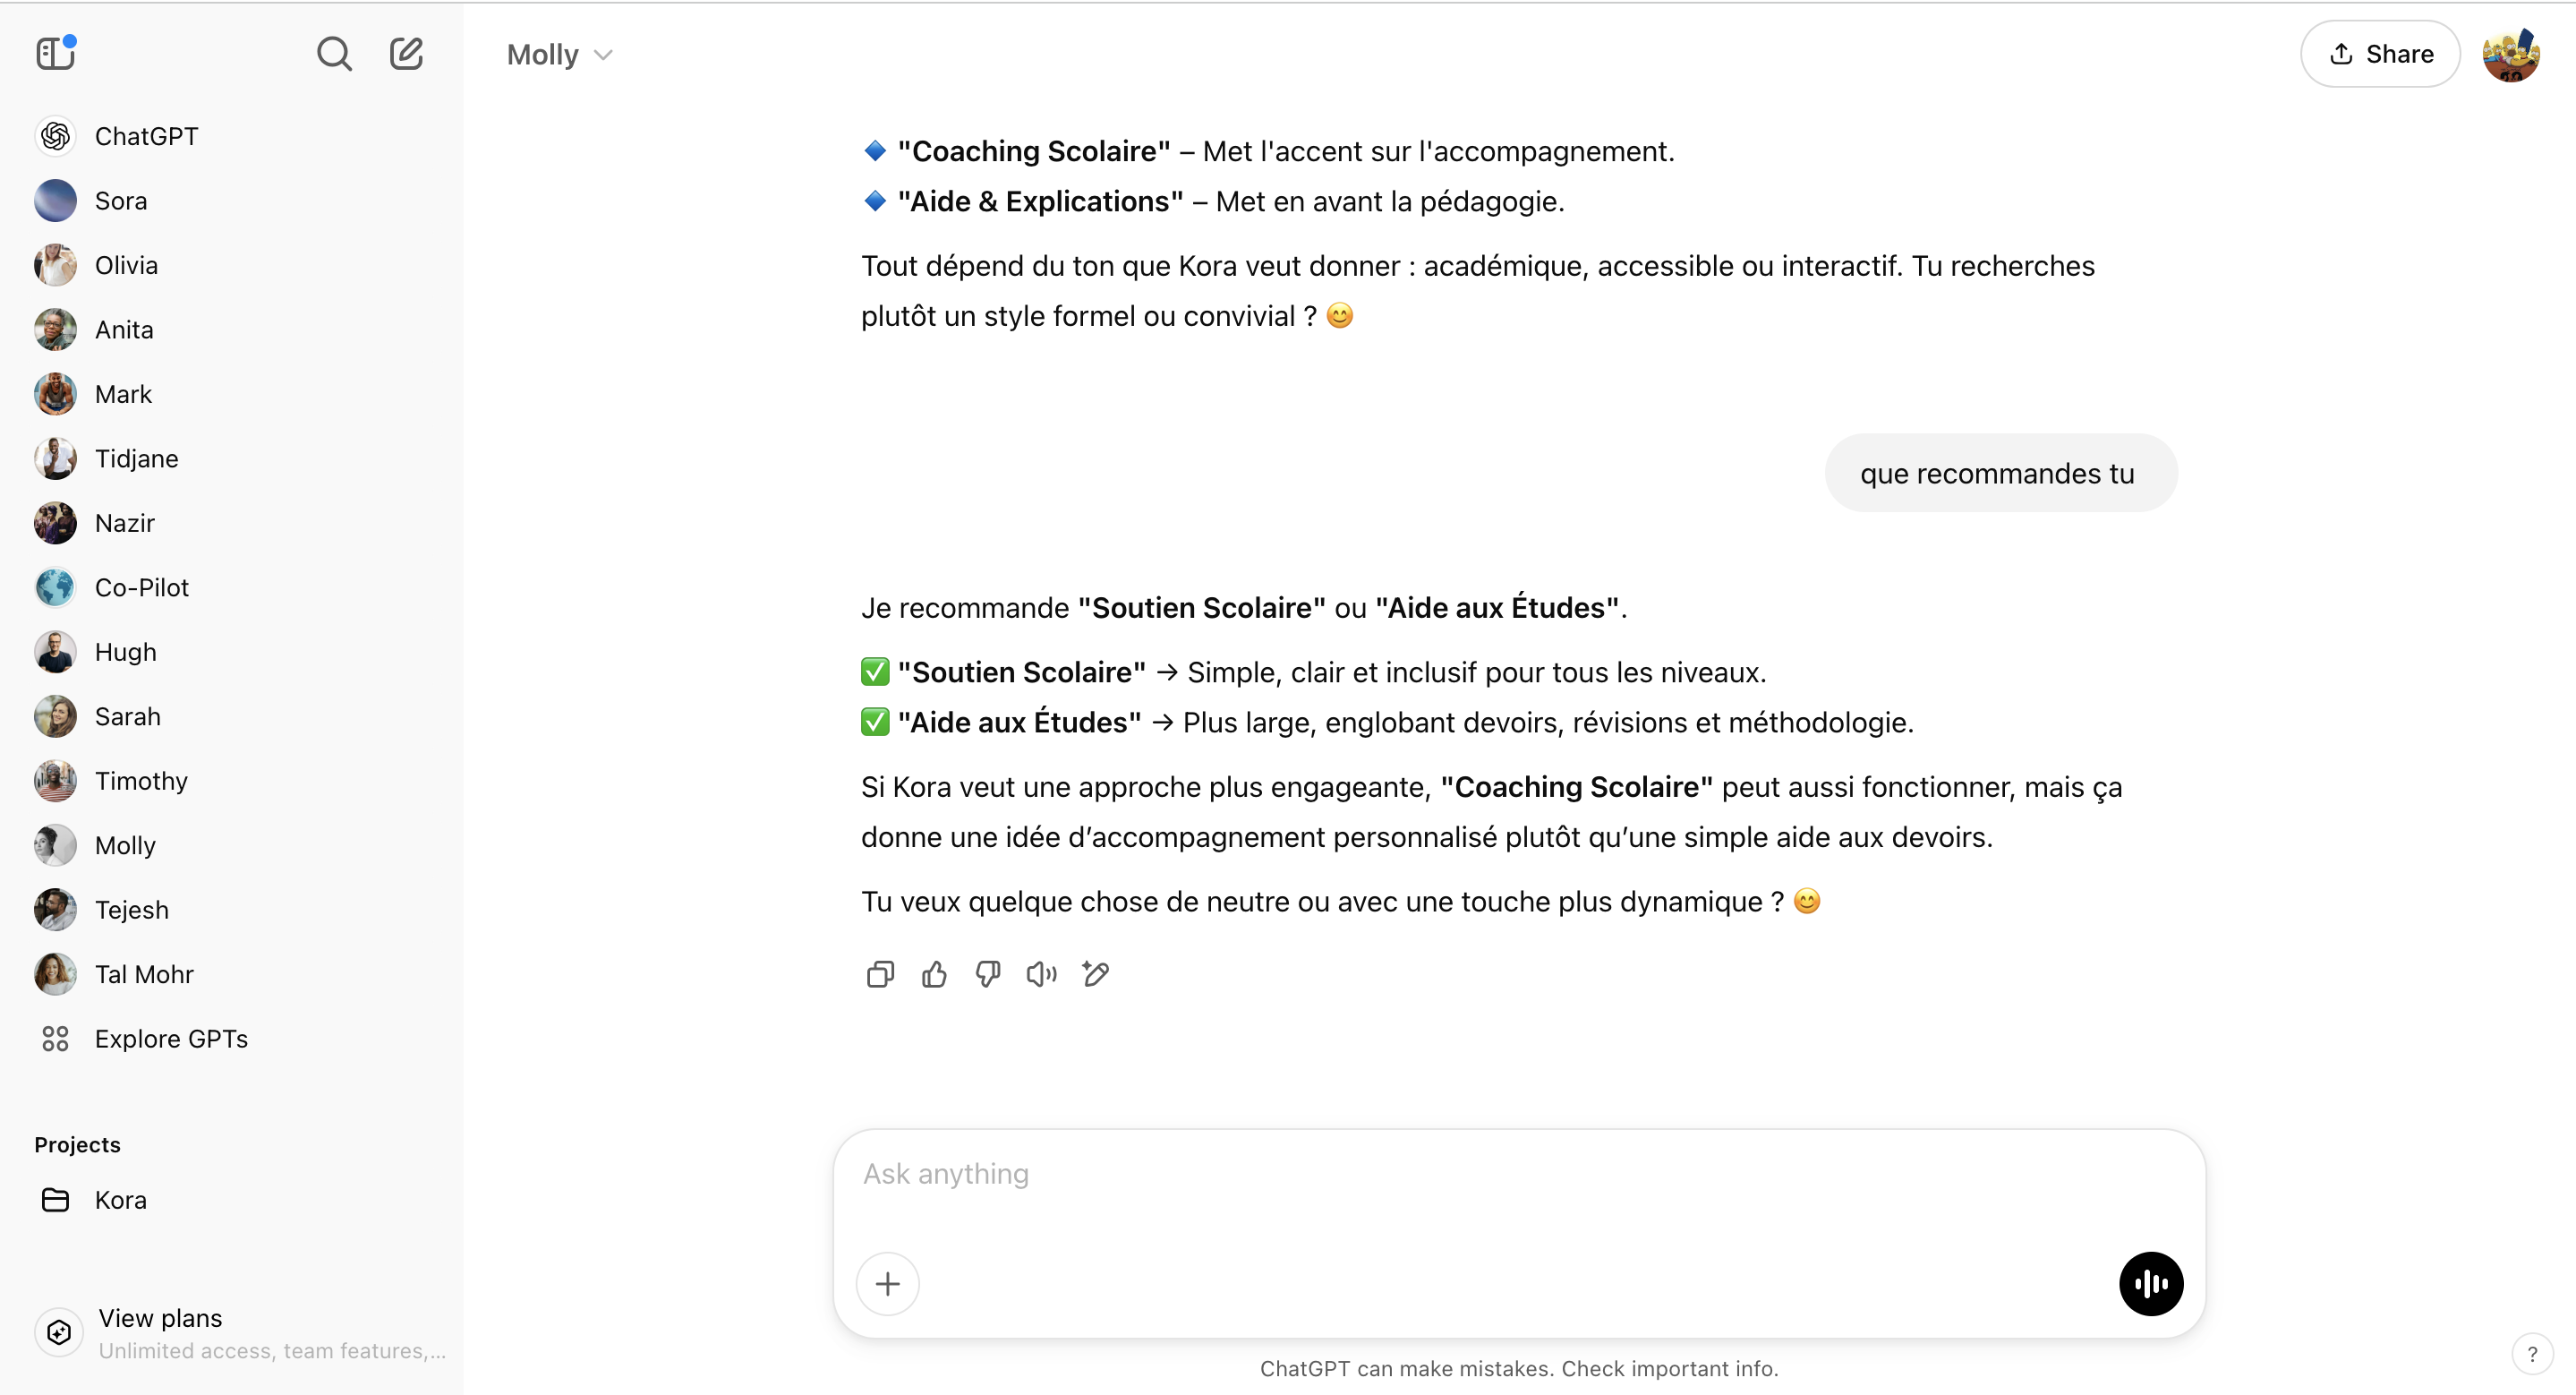 ChatGPT
Sora
Olivia
Anita
Mark
Tidjane
Nazir
Co-Pilot
Hugh
Sarah
Timothy
Molly
Tejesh
Tal Mohr
Explore GPTs
Projects
Kora
View plans
Unlimited access, team features,...
Molly
Share
"Coaching Scolaire" – Met l'accent sur l'accompagnement.
"Aide & Explications" – Met en avant la pédagogie.
Tout dépend du ton que Kora veut donner : académique, accessible ou interactif. Tu recherches
plutôt un style formel ou convivial ? 😊
que recommandes tu
Je recommande "Soutien Scolaire" ou "Aide aux Études".
✅ "Soutien Scolaire" → Simple, clair et inclusif pour tous les niveaux.
✅ "Aide aux Études" → Plus large, englobant devoirs, révisions et méthodologie.
Si Kora veut une approche plus engageante, "Coaching Scolaire" peut aussi fonctionner, mais ça
donne une idée d’accompagnement personnalisé plutôt qu’une simple aide aux devoirs.
Tu veux quelque chose de neutre ou avec une touche plus dynamique ? 😊
Ask anything
ChatGPT can make mistakes. Check important info.
?